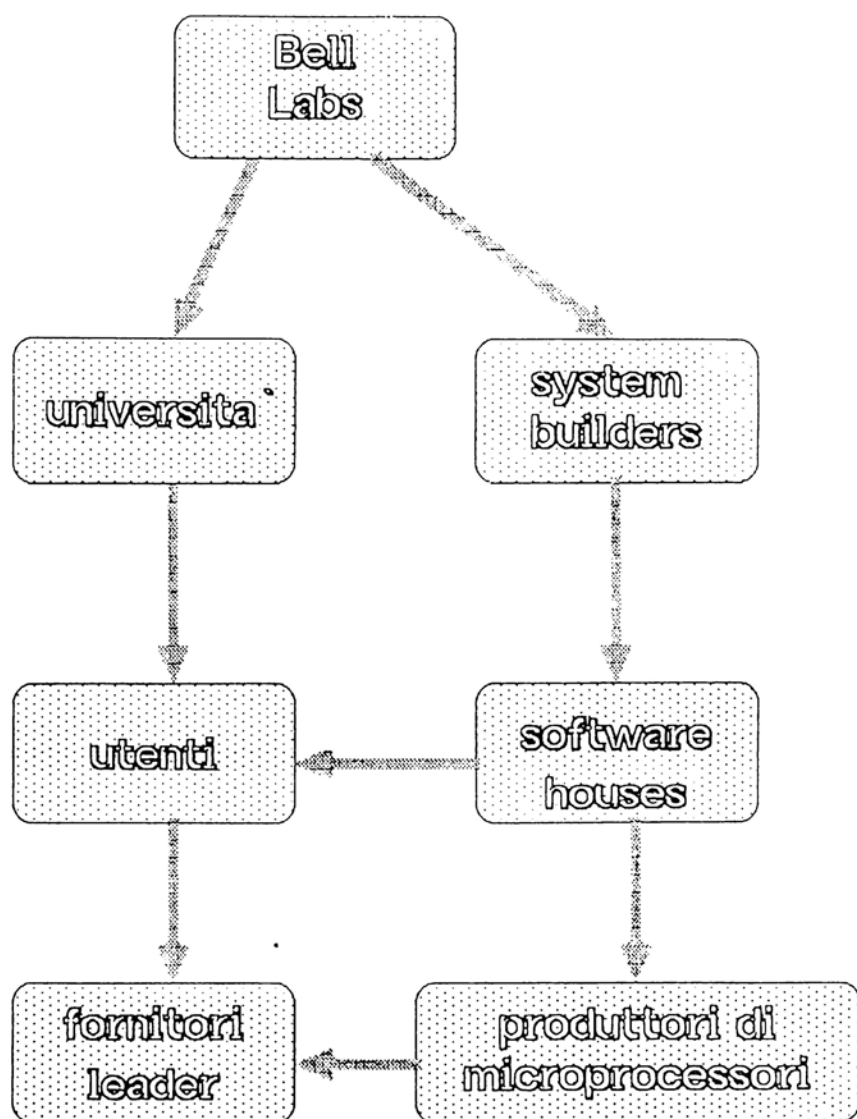 Bell
Labs
universita`
system
builders
utenti
software
houses
fornitori
leader
produttori di
microprocessori